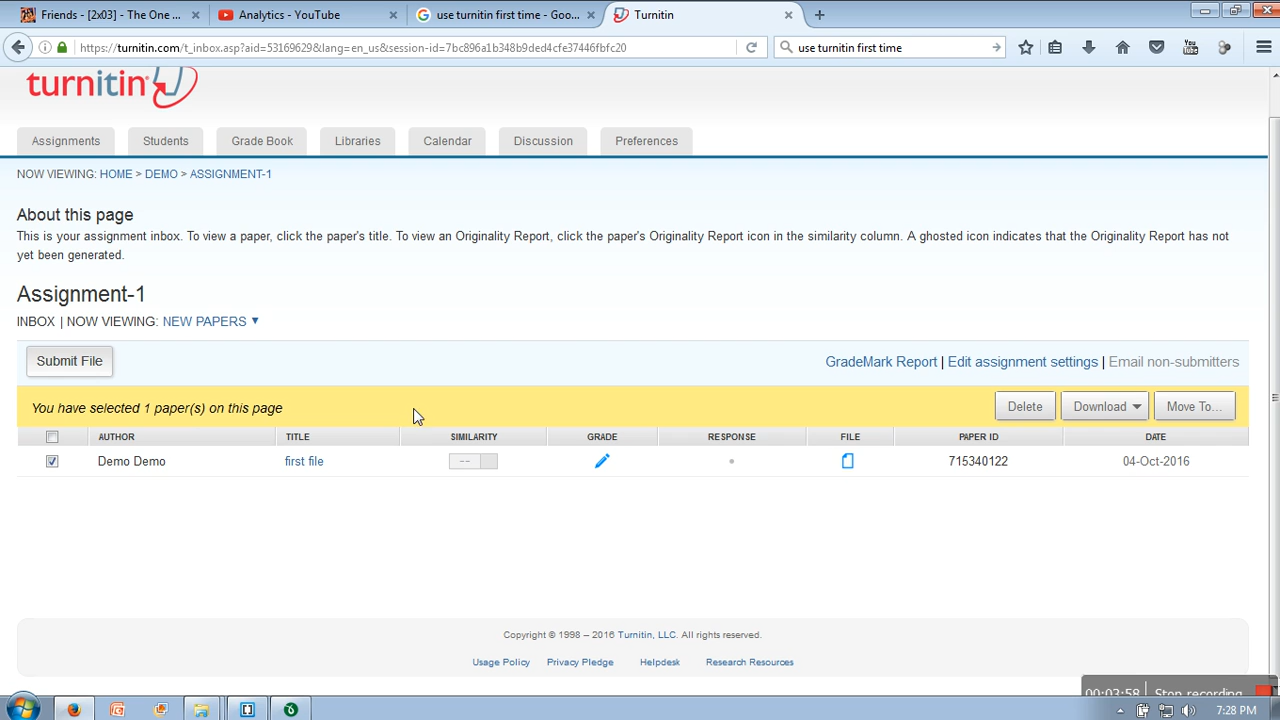 Friends - [2x03] - The One ...
Analytics - YouTube
use turnitin first time - Goo...
Turnitin
https://turnitin.com/t_inbox.asp?aid=53169629&lang=en_us&session-id=7bc896a1b348b9ded4cff67446fbfc20
use turnitin first time
turnitin
Assignments
Students
Grade Book
Libraries
Calendar
Discussion
Preferences
NOW VIEWING: HOME > DEMO > ASSIGNMENT-1
About this page
This is your assignment inbox. To view a paper, click the paper's title. To view an Originality Report, click the paper's Originality Report icon in the similarity column. A ghosted icon indicates that the Originality Report has not
yet been generated.
Assignment-1
INBOX | NOW VIEWING: NEW PAPERS ▼
Submit File
GradeMark Report | Edit assignment settings | Email non-submitters
You have selected 1 paper(s) on this page
Delete
Download
Move To...
AUTHOR TITLE SIMILARITY GRADE RESPONSE FILE PAPER ID DATE
Demo Demo first file -- 715340122 04-Oct-2016
Copyright © 1998 – 2016 Turnitin, LLC. All rights reserved.
Usage Policy Privacy Pledge Helpdesk Research Resources
00:03:58 Stop recording
7:28 PM